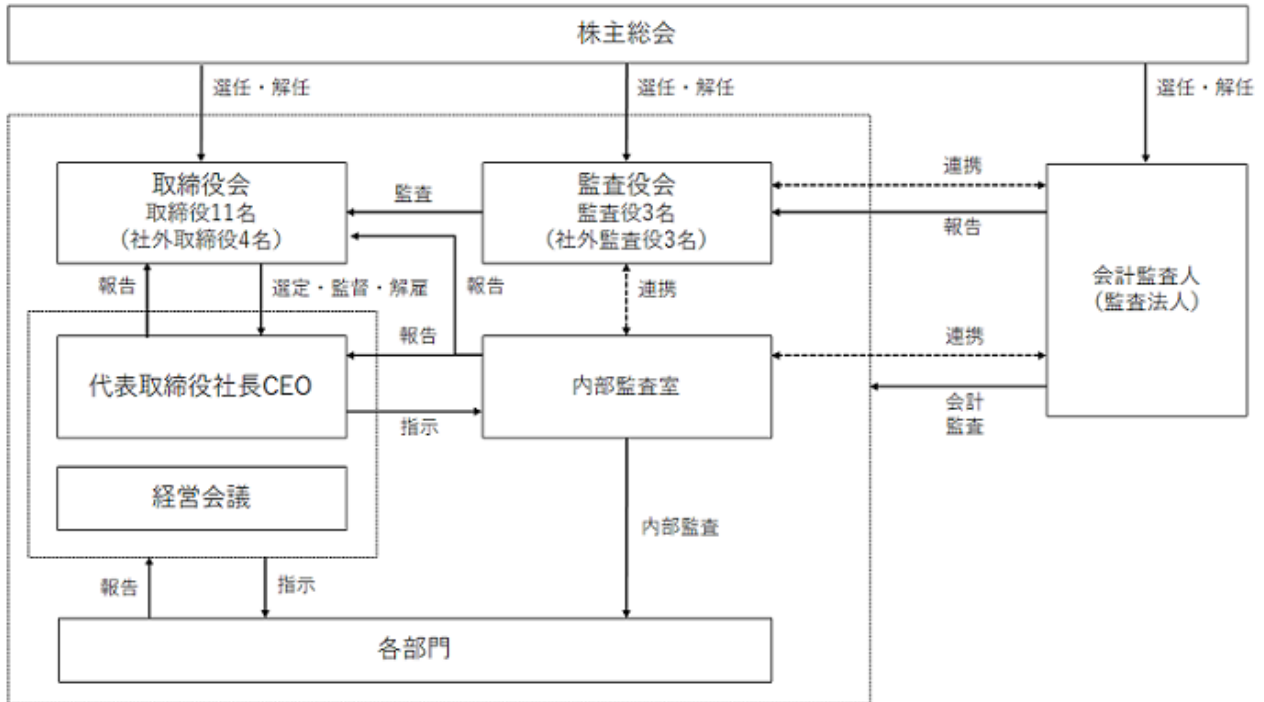 株主総会
選任・解任
選任・解任
選任・解任
取締役会
取締役11名
（社外取締役4名）
監査
監査役会
監査役3名
（社外監査役3名）
連携
報告
会計監査人
（監査法人）
報告
選定・監督・解雇
報告
連携
代表取締役社長CEO
報告
指示
内部監査室
連携
会計
監査
経営会議
内部監査
報告
指示
各部門